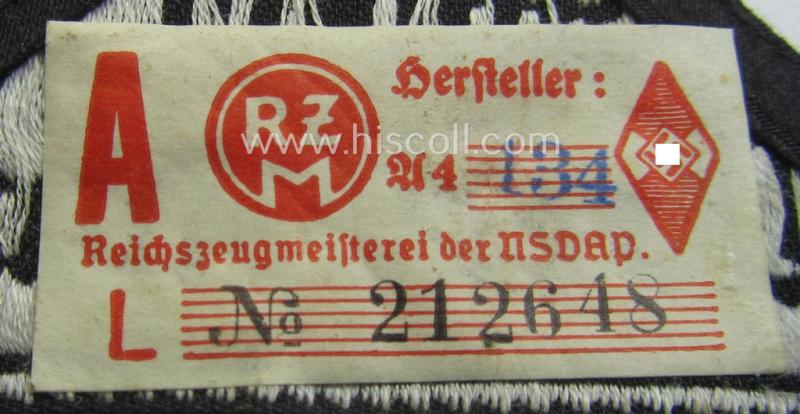 A RZM Hersteller:
www.hiscoll.com
A4 134
Reichszeugmeisterei der NSDAP.
L No 212648